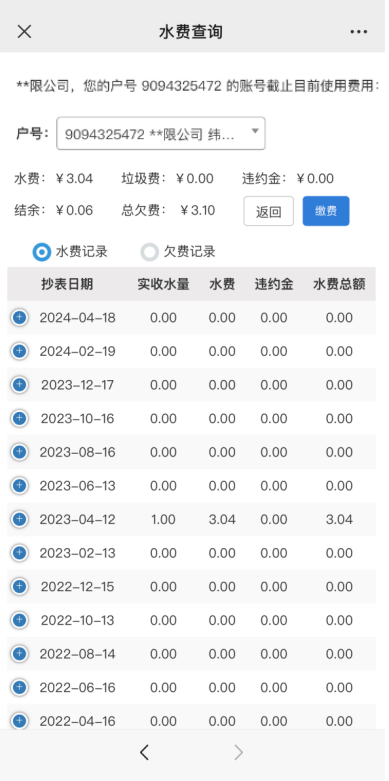 水费查询
**限公司，您的户号 9094325472 的账号截止目前使用费用：
户号： 9094325472 **限公司 纬...
水费：￥3.04 垃圾费：￥0.00 违约金：￥0.00
结余：￥0.06 总欠费：￥3.10 返回 缴费
水费记录 欠费记录
抄表日期 实收水量 水费 违约金 水费总额
2024-04-18 0.00 0.00 0.00 0.00
2024-02-19 0.00 0.00 0.00 0.00
2023-12-17 0.00 0.00 0.00 0.00
2023-10-16 0.00 0.00 0.00 0.00
2023-08-16 0.00 0.00 0.00 0.00
2023-06-13 0.00 0.00 0.00 0.00
2023-04-12 1.00 3.04 0.00 3.04
2023-02-13 0.00 0.00 0.00 0.00
2022-12-15 0.00 0.00 0.00 0.00
2022-10-13 0.00 0.00 0.00 0.00
2022-08-14 0.00 0.00 0.00 0.00
2022-06-16 0.00 0.00 0.00 0.00
2022-04-16 0.00 0.00 0.00 0.00